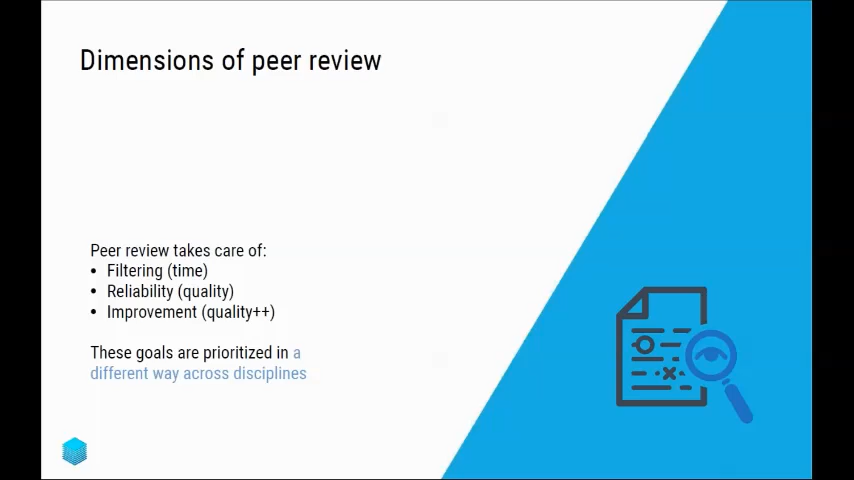 Dimensions of peer review
Peer review takes care of:
• Filtering (time)
• Reliability (quality)
• Improvement (quality++)
These goals are prioritized in a
different way across disciplines